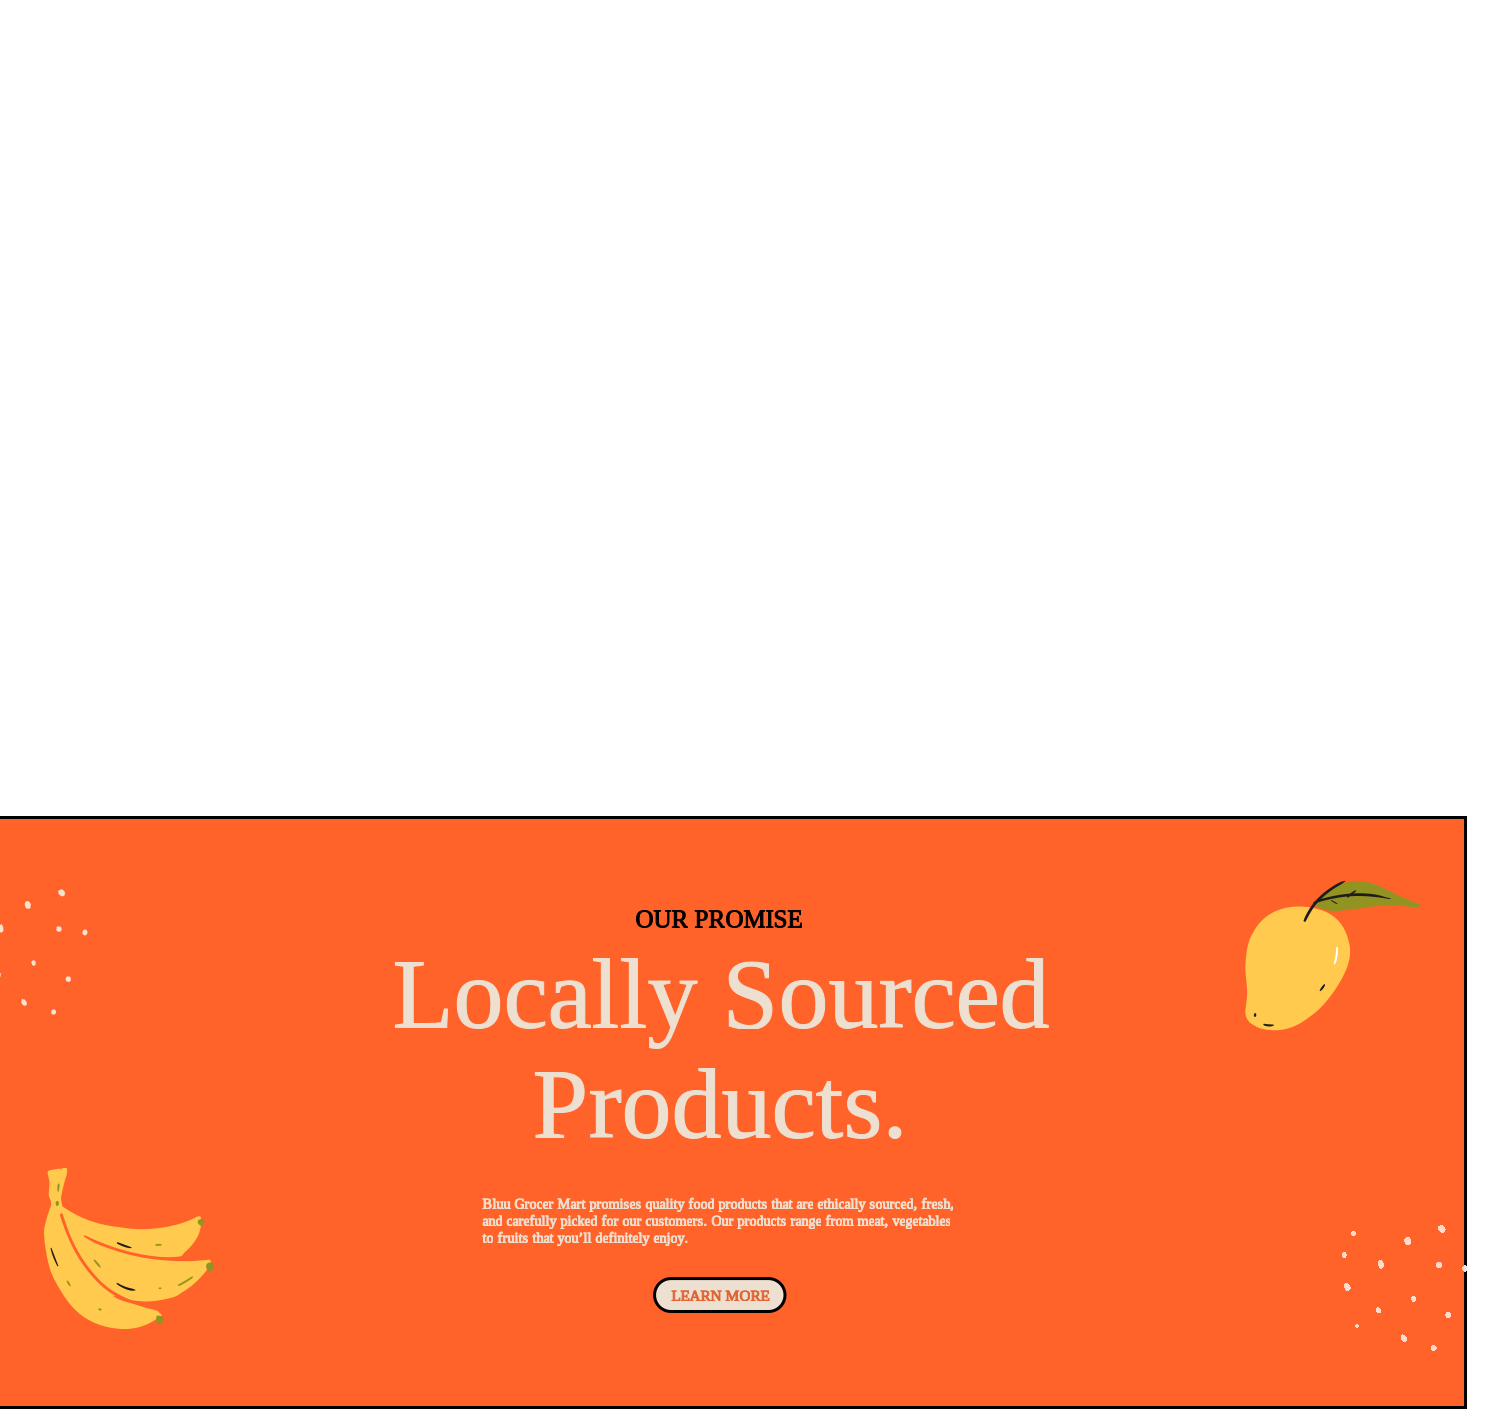 OUR PROMISE
Locally Sourced
Products.
Bluu Grocer Mart promises quality food products that are ethically sourced, fresh,
and carefully picked for our customers. Our products range from meat, vegetables
to fruits that you’ll definitely enjoy.
LEARN MORE